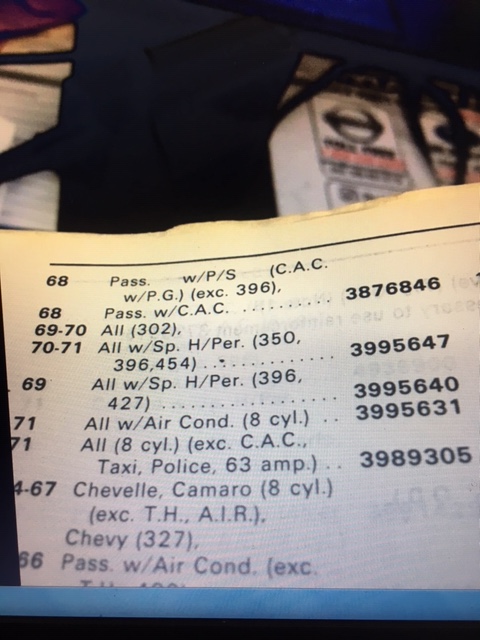 68 Pass. w/P/S (C.A.C.
w/P.G.) (exc. 396),
68 Pass. w/C.A.C. .......... 3876846
69-70 All (302),
70-71 All w/Sp. H/Per. (350,
396,454) .............. 3995647
69 All w/Sp. H/Per. (396,
427) .................. 3995640
71 All w/Air Cond. (8 cyl.) .. 3995631
71 All (8 cyl.) (exc. C.A.C.,
Taxi, Police, 63 amp.) .. 3989305
4-67 Chevelle, Camaro (8 cyl.)
(exc. T.H., A.I.R.),
Chevy (327),
66 Pass. w/Air Cond. (exc.